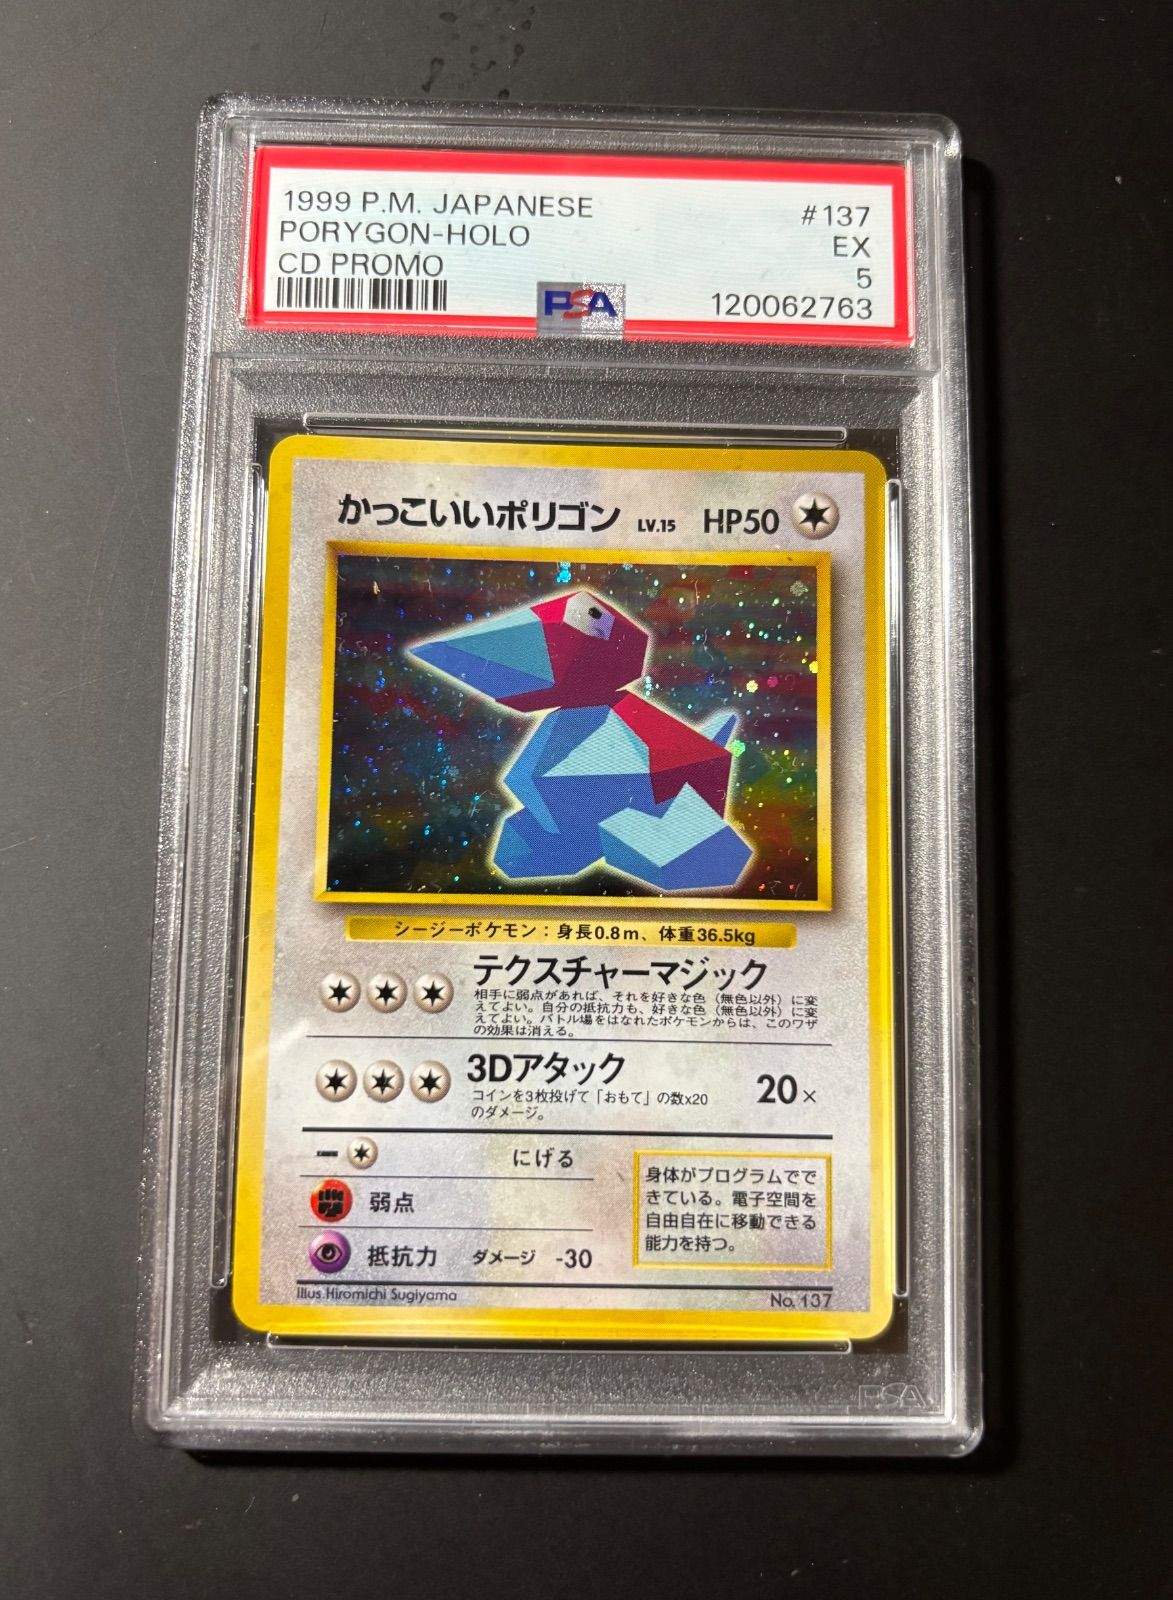 1999 P.M. JAPANESE #137
PORYGON-HOLO EX
CD PROMO 5
PSA 120062763
かっこいいポリゴン LV.15 HP50
シージーポケモン：身長0.8m、体重36.5kg
テクスチャーマジック
相手に弱点があれば、それを好きな色（無色以外）に変
えてよい。自分の抵抗力も、好きな色（無色以外）に変
えてよい。バトル場をはなれたポケモンからは、このワザ
の効果は消える。
3Dアタック 20×
コインを3枚投げて「おもて」の数x20
のダメージ。
にげる
弱点
抵抗力 ダメージ -30
身体がプログラムでで
きている。電子空間を
自由自在に移動できる
能力を持つ。
Illus.Hiromichi Sugiyama No. 137
PSA